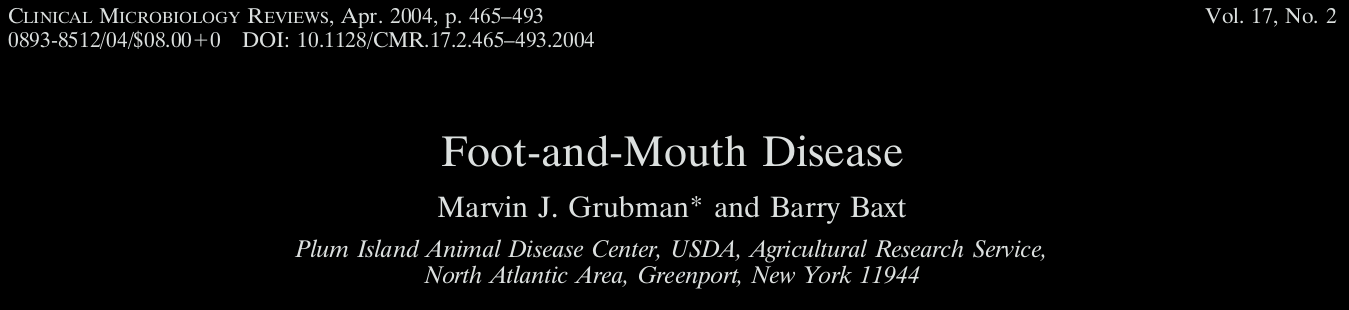 CLINICAL MICROBIOLOGY REVIEWS, Apr. 2004, p. 465–493 Vol. 17, No. 2
0893-8512/04/$08.00+0 DOI: 10.1128/CMR.17.2.465–493.2004
Foot-and-Mouth Disease
Marvin J. Grubman* and Barry Baxt
Plum Island Animal Disease Center, USDA, Agricultural Research Service,
North Atlantic Area, Greenport, New York 11944